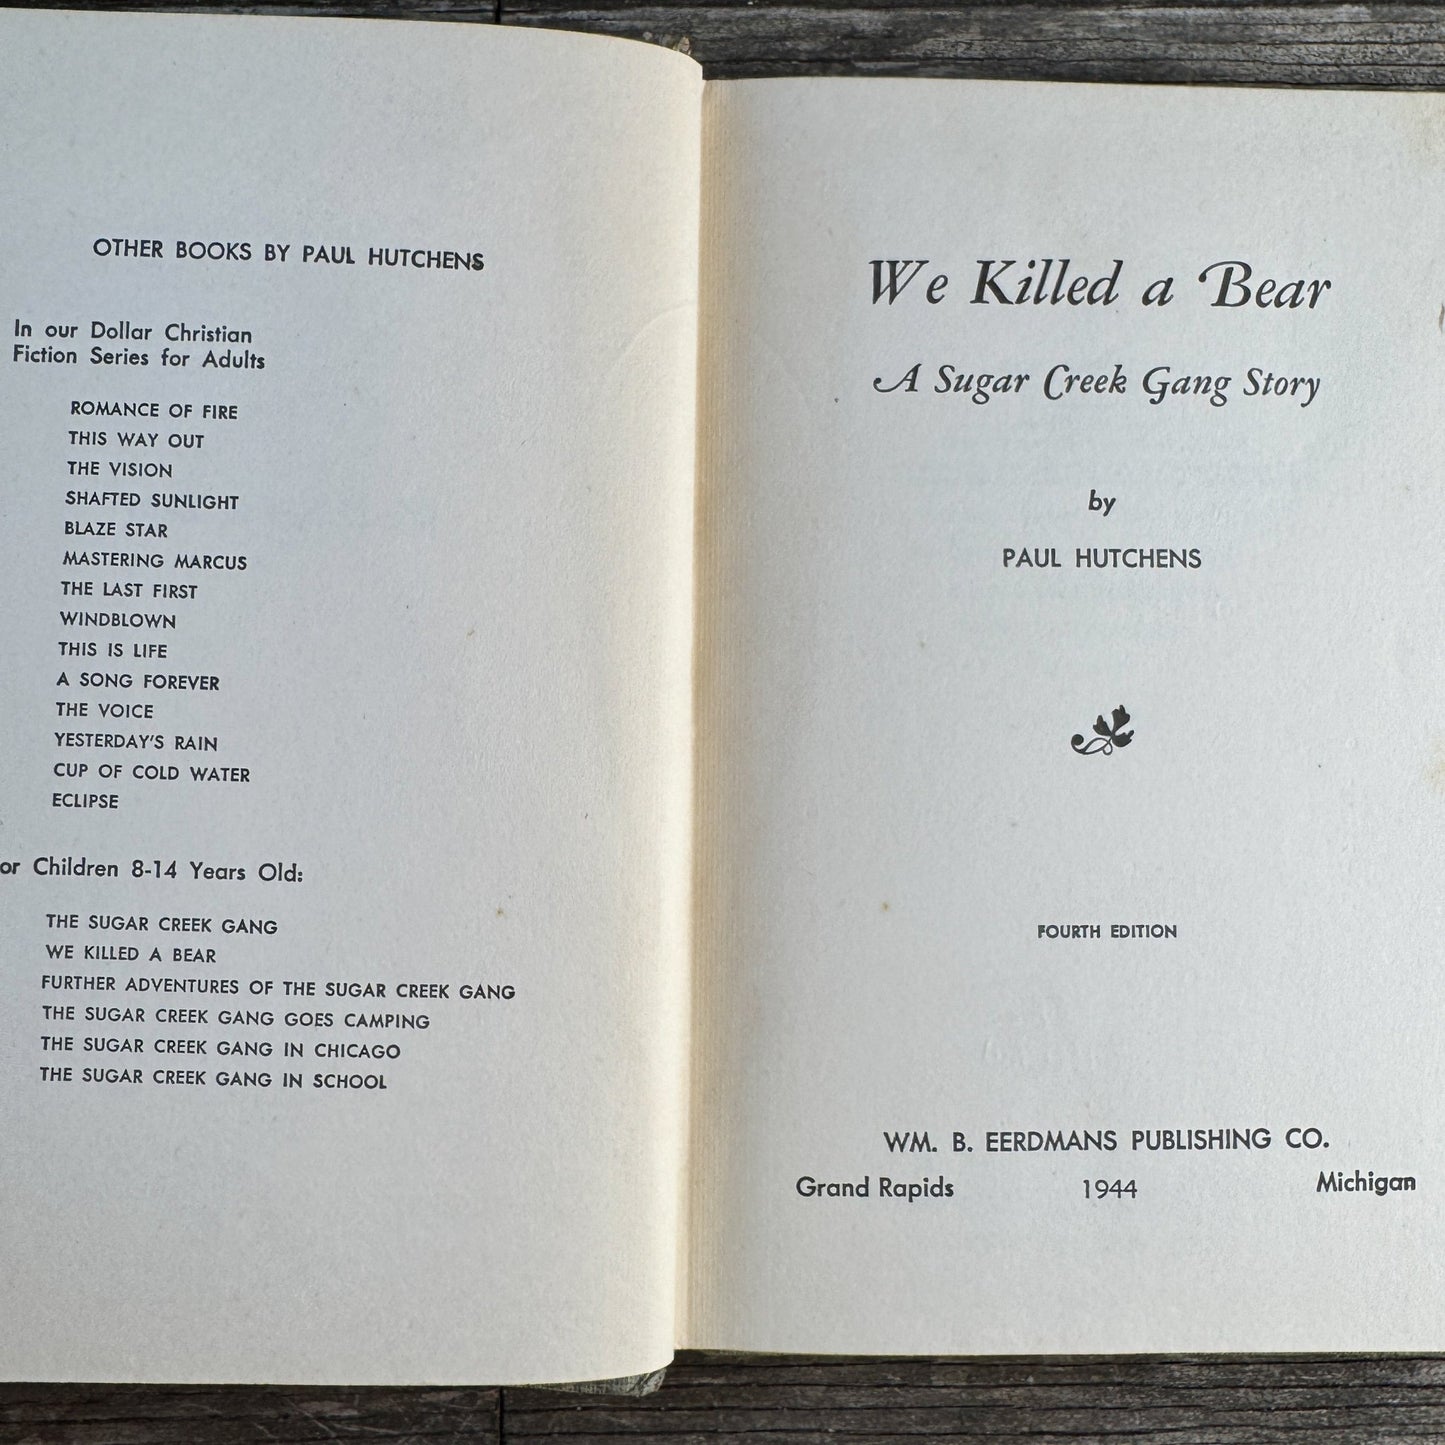 OTHER BOOKS BY PAUL HUTCHENS
In our Dollar Christian
Fiction Series for Adults
ROMANCE OF FIRE
THIS WAY OUT
THE VISION
SHAFTED SUNLIGHT
BLAZE STAR
MASTERING MARCUS
THE LAST FIRST
WINDBLOWN
THIS IS LIFE
A SONG FOREVER
THE VOICE
YESTERDAY'S RAIN
CUP OF COLD WATER
ECLIPSE
or Children 8-14 Years Old:
THE SUGAR CREEK GANG
WE KILLED A BEAR
FURTHER ADVENTURES OF THE SUGAR CREEK GANG
THE SUGAR CREEK GANG GOES CAMPING
THE SUGAR CREEK GANG IN CHICAGO
THE SUGAR CREEK GANG IN SCHOOL
We Killed a Bear
A Sugar Creek Gang Story
by
PAUL HUTCHENS
FOURTH EDITION
WM. B. EERDMANS PUBLISHING CO.
Grand Rapids 1944 Michigan